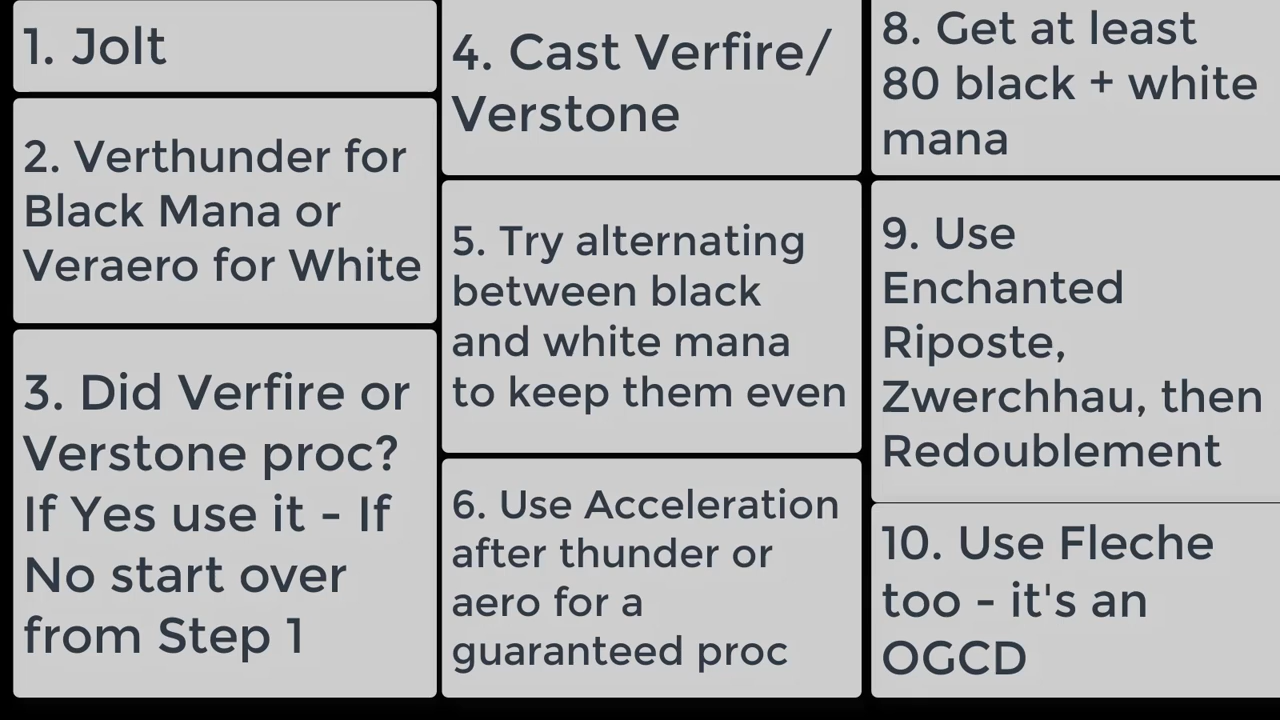 1. Jolt
2. Verthunder for
Black Mana or
Veraero for White
3. Did Verfire or
Verstone proc?
If Yes use it - If
No start over
from Step 1
4. Cast Verfire/
Verstone
5. Try alternating
between black
and white mana
to keep them even
6. Use Acceleration
after thunder or
aero for a
guaranteed proc
8. Get at least
80 black + white
mana
9. Use
Enchanted
Riposte,
Zwerchhau, then
Redoublement
10. Use Fleche
too - it's an
OGCD